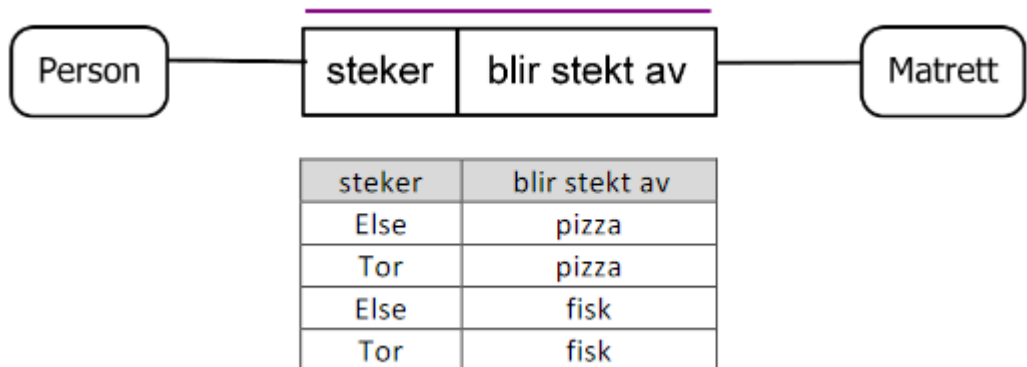 Person steker blir stekt av Matrett
steker blir stekt av
Else pizza
Tor pizza
Else fisk
Tor fisk